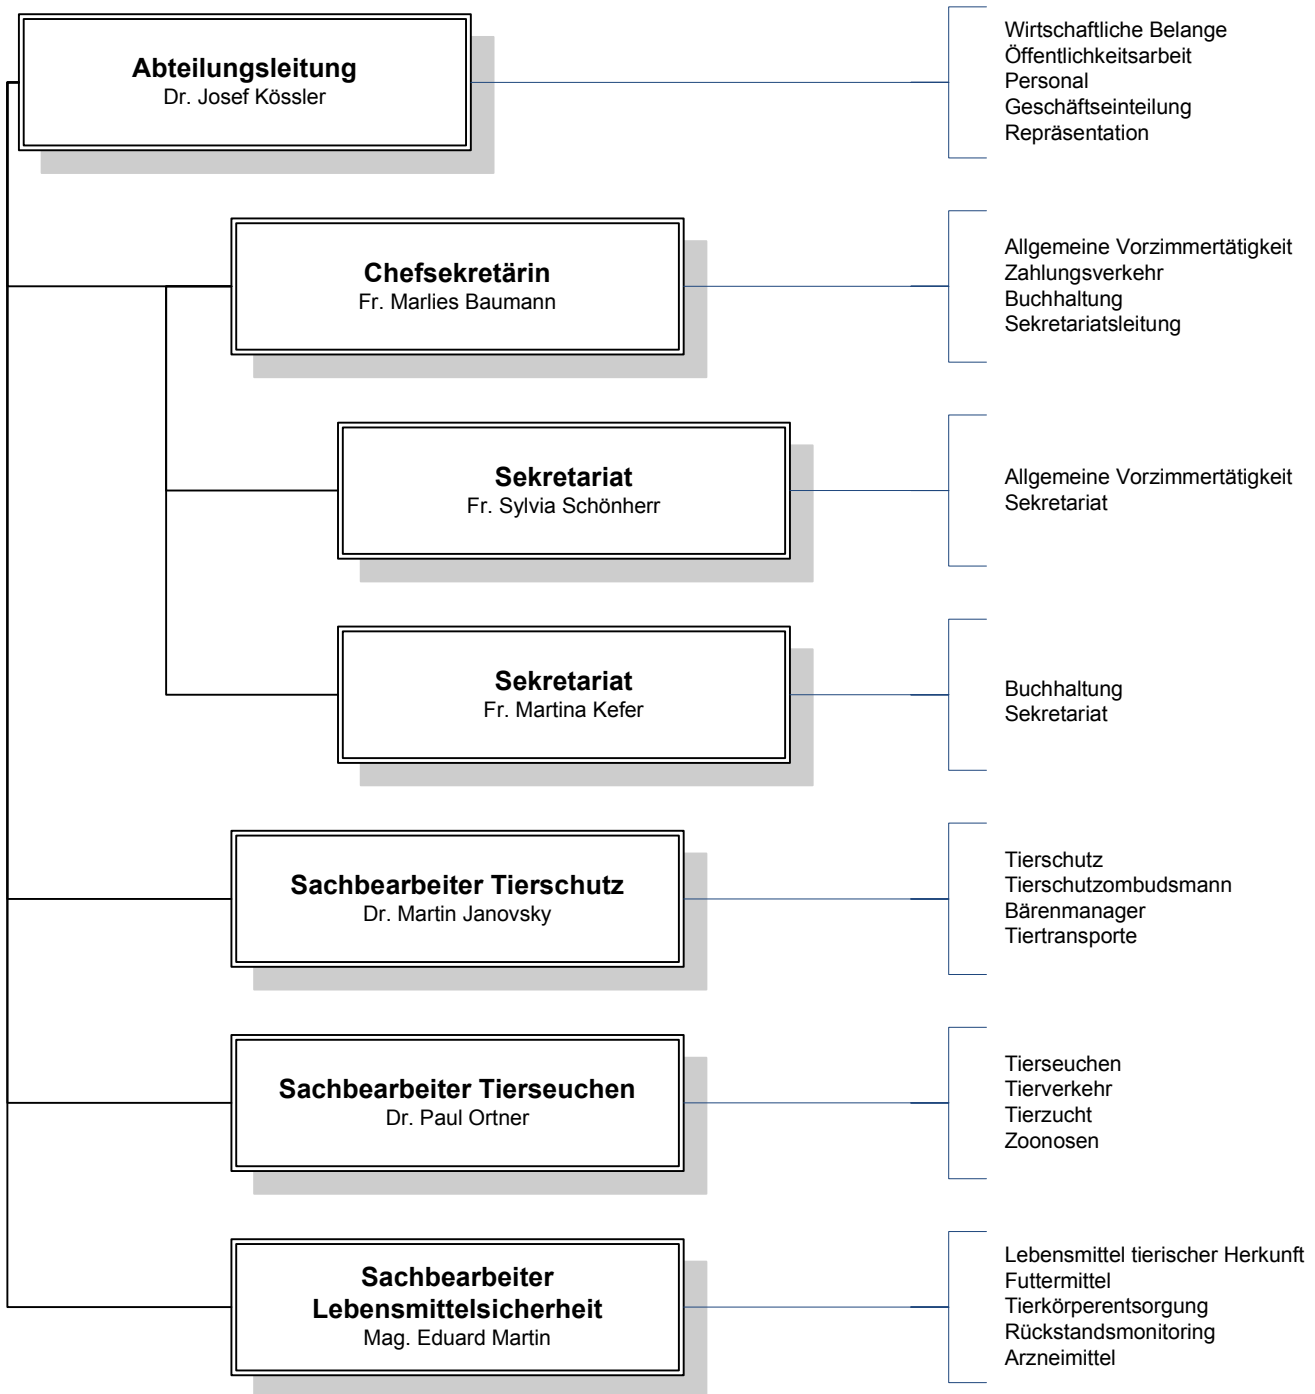 Abteilungsleitung
Dr. Josef Kössler
Wirtschaftliche Belange
Öffentlichkeitsarbeit
Personal
Geschäftseinteilung
Repräsentation
Chefsekretärin
Fr. Marlies Baumann
Allgemeine Vorzimmertätigkeit
Zahlungsverkehr
Buchhaltung
Sekretariatsleitung
Sekretariat
Fr. Sylvia Schönherr
Allgemeine Vorzimmertätigkeit
Sekretariat
Sekretariat
Fr. Martina Kefer
Buchhaltung
Sekretariat
Sachbearbeiter Tierschutz
Dr. Martin Janovsky
Tierschutz
Tierschutzombudsmann
Bärenmanager
Tiertransporte
Sachbearbeiter Tierseuchen
Dr. Paul Ortner
Tierseuchen
Tierverkehr
Tierzucht
Zoonosen
Sachbearbeiter
Lebensmittelsicherheit
Mag. Eduard Martin
Lebensmittel tierischer Herkunft
Futtermittel
Tierkörperentsorgung
Rückstandsmonitoring
Arzneimittel